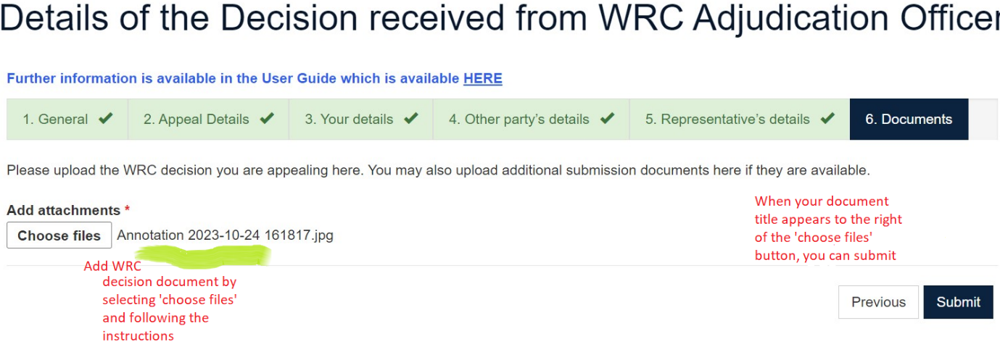 Details of the Decision received from WRC Adjudication Officer
Further information is available in the User Guide which is available HERE
1. General ✔ 2. Appeal Details ✔ 3. Your details ✔ 4. Other party's details ✔ 5. Representative's details ✔ 6. Documents
Please upload the WRC decision you are appealing here. You may also upload additional submission documents here if they are available.
Add attachments *
Choose files Annotation 2023-10-24 161817.jpg
When your document
title appears to the right
of the 'choose files'
button, you can submit
Add WRC
decision document by
selecting 'choose files'
and following the
instructions
Previous Submit